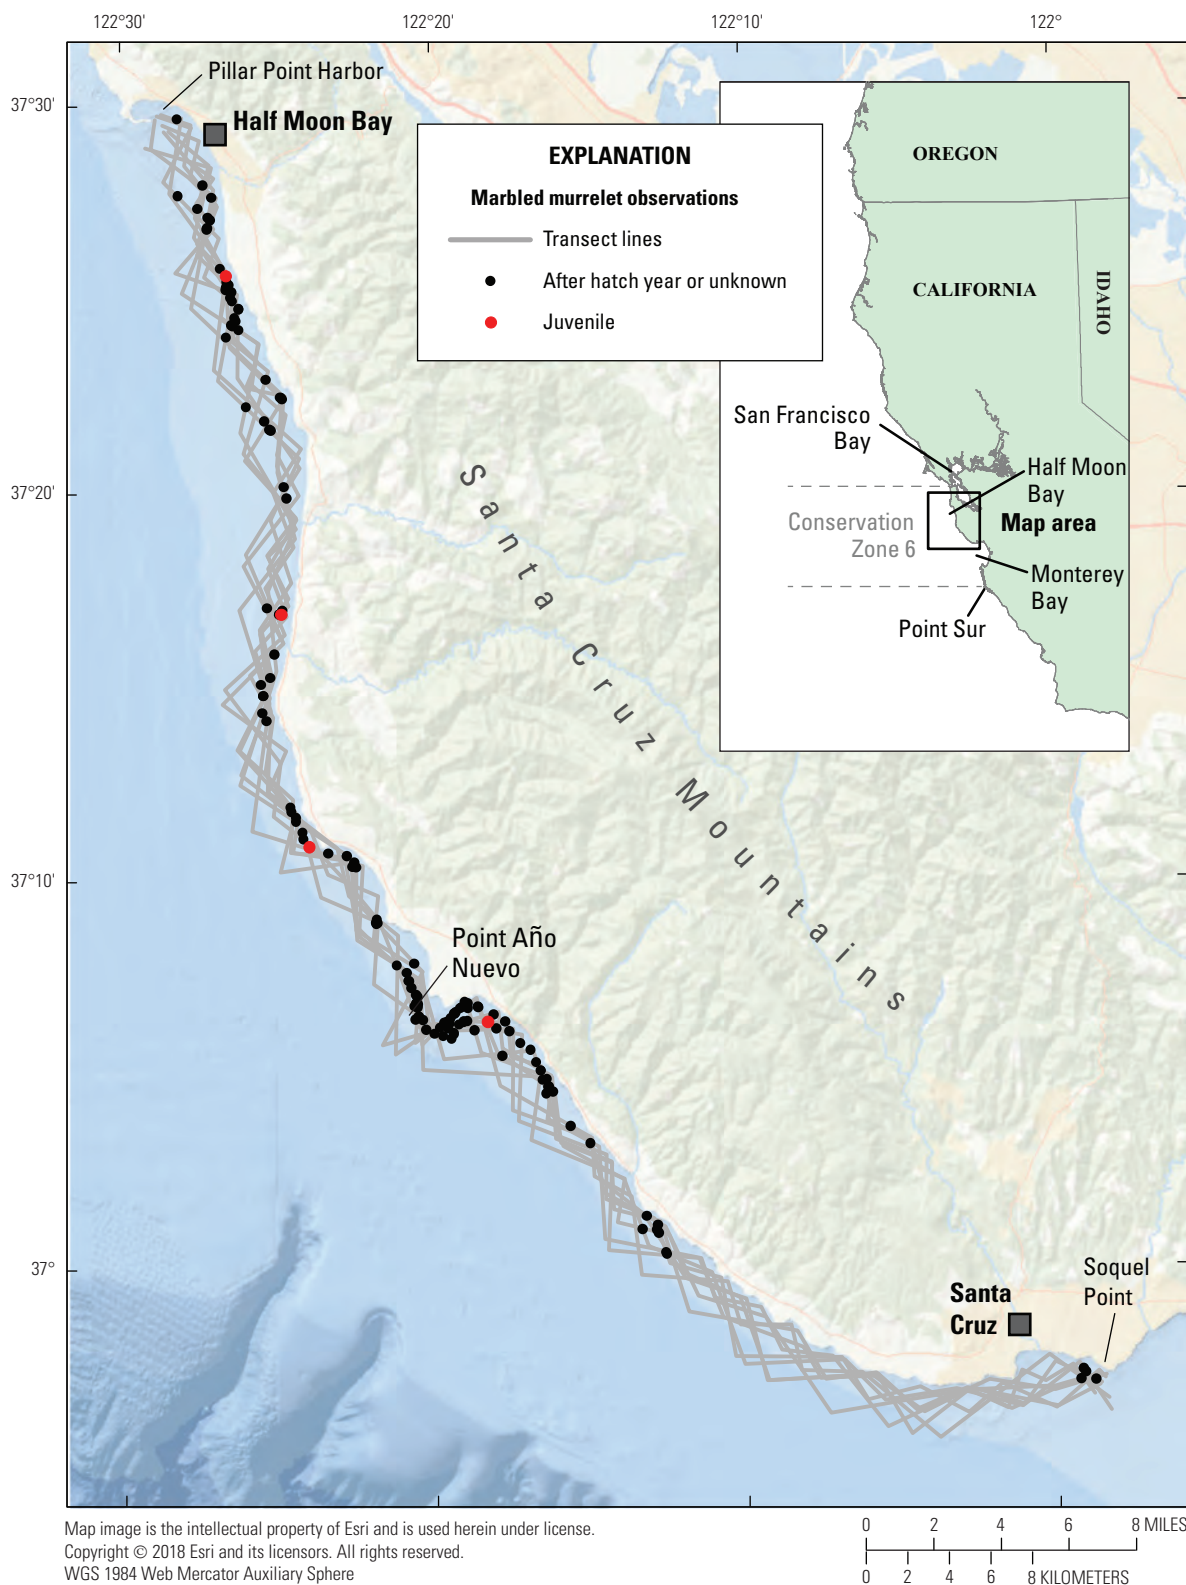 122°30'
122°20'
122°10'
122°
37°30'
37°20'
37°10'
37°
Pillar Point Harbor
Half Moon Bay
EXPLANATION
Marbled murrelet observations
Transect lines
After hatch year or unknown
Juvenile
OREGON
CALIFORNIA
IDAHO
San Francisco
Bay
Half Moon
Bay
Map area
Conservation
Zone 6
Monterey
Bay
Point Sur
Santa Cruz Mountains
Point Año
Nuevo
Santa
Cruz
Soquel
Point
Map image is the intellectual property of Esri and is used herein under license.
Copyright © 2018 Esri and its licensors. All rights reserved.
WGS 1984 Web Mercator Auxiliary Sphere
0 2 4 6 8 MILES
0 2 4 6 8 KILOMETERS